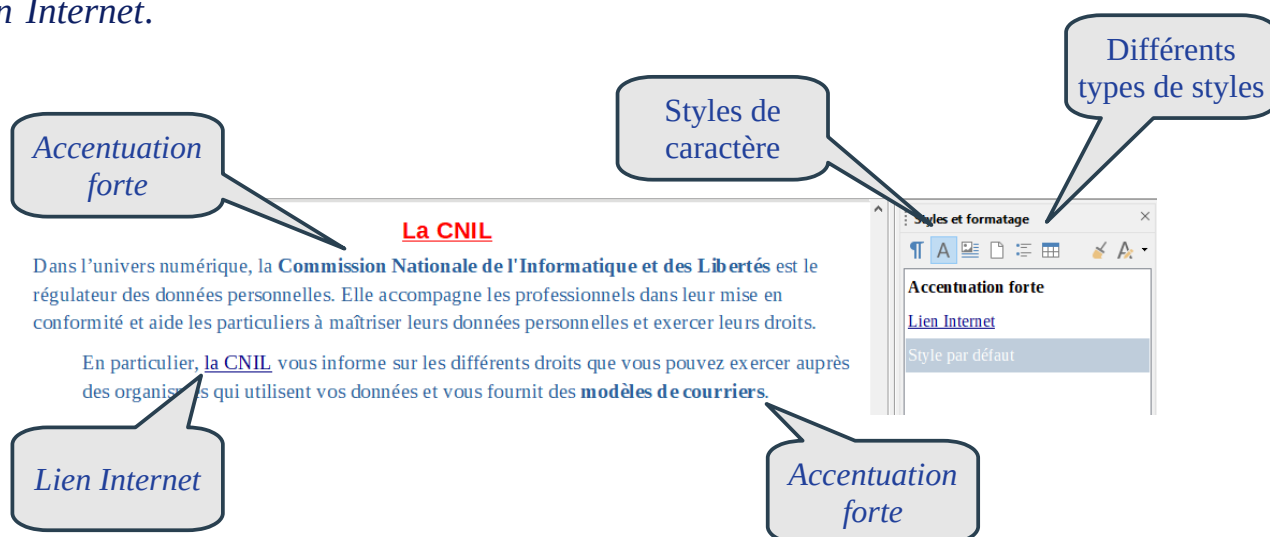 n Internet.
Différents
types de styles
Styles de
caractère
Accentuation
forte
Styles et formatage
La CNIL
Dans l’univers numérique, la Commission Nationale de l'Informatique et des Libertés est le
régulateur des données personnelles. Elle accompagne les professionnels dans leur mise en
conformité et aide les particuliers à maîtriser leurs données personnelles et exercer leurs droits.
En particulier, la CNIL vous informe sur les différents droits que vous pouvez exercer auprès
des organismes qui utilisent vos données et vous fournit des modèles de courriers.
Accentuation forte
Lien Internet
Style par défaut
Lien Internet
Accentuation
forte